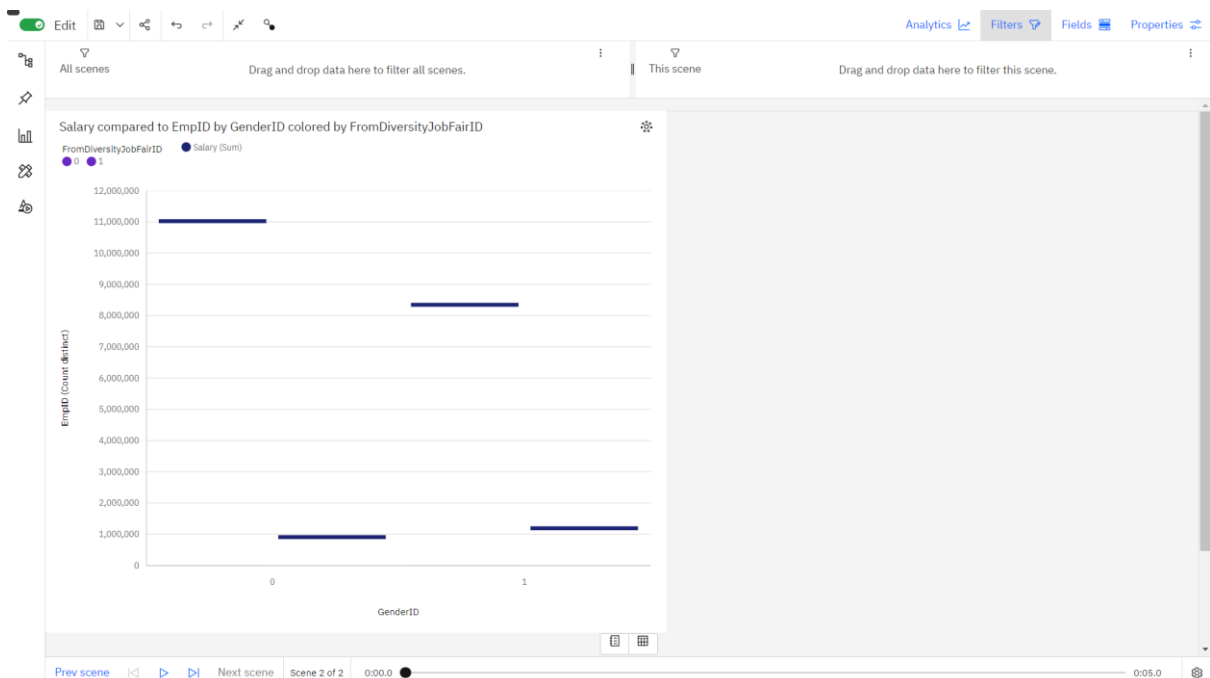 Edit
Analytics
Filters
Fields
Properties
All scenes
Drag and drop data here to filter all scenes.
This scene
Drag and drop data here to filter this scene.
Salary compared to EmpID by GenderID colored by FromDiversityJobFairID
FromDiversityJobFairID
0 1
Salary (Sum)
12,000,000
11,000,000
10,000,000
9,000,000
8,000,000
7,000,000
6,000,000
5,000,000
4,000,000
3,000,000
2,000,000
1,000,000
0
EmpID (Count distinct)
0 1
GenderID
Prev scene
Next scene
Scene 2 of 2
0:00.0
0:05.0